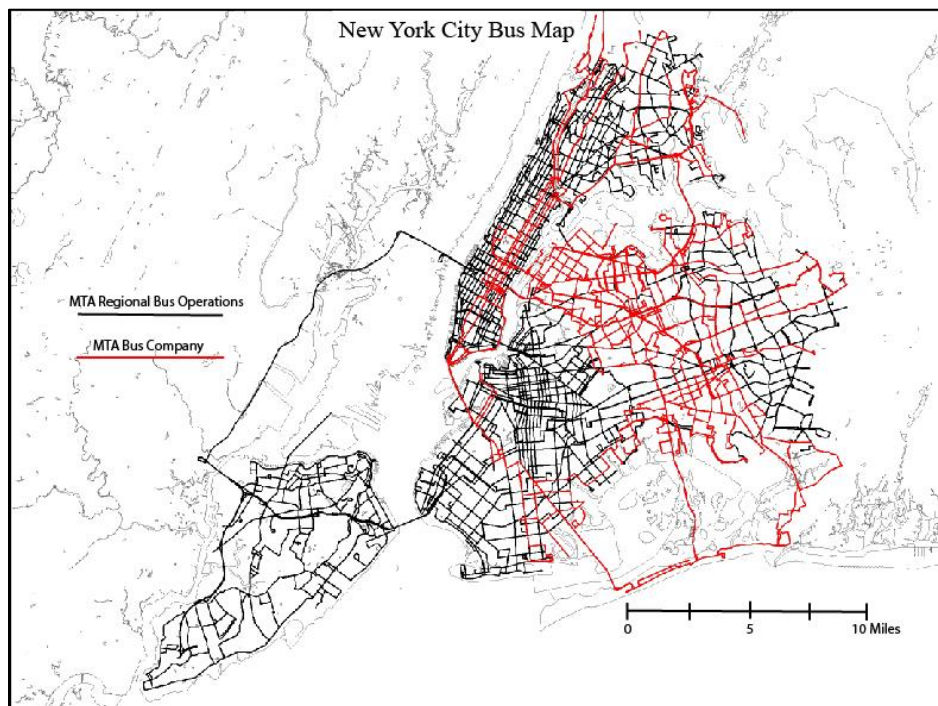 New York City Bus Map
MTA Regional Bus Operations
MTA Bus Company
0 5 10 Miles